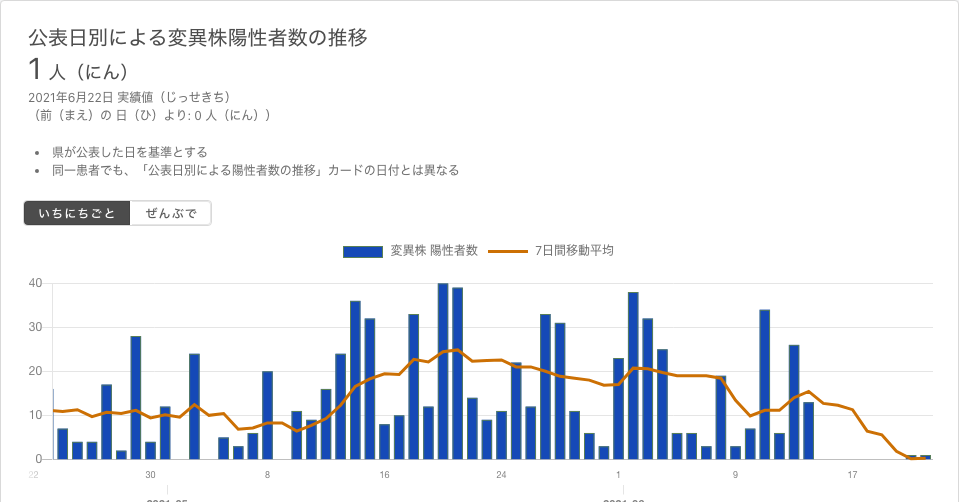 公表日別による変異株陽性者数の推移
1 人（にん）
2021年6月22日 実績値（じっせきち）
（前（まえ）の 日（ひ）より: 0 人（にん））
• 県が公表した日を基準とする
• 同一患者でも、「公表日別による陽性者数の推移」カードの日付とは異なる
いちにちごと ぜんぶで
変異株 陽性者数 7日間移動平均
40
30
20
10
0
22 30 8 16 24 1 9 17